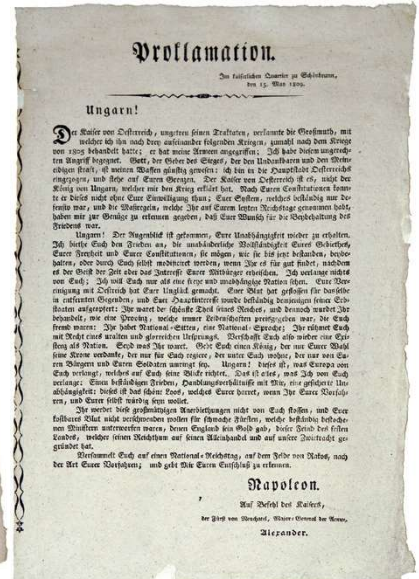 Proklamation.
Im kaiserlichen Quartier zu Schönbrunn,
den 15. May 1809.
Ungarn!
Der Kaiser von Oesterreich, ungetreu seinen Traktaten, verkannte die Großmuth, mit
welcher ich ihn nach drey auseinander folgenden Kriegen, zumahl nach dem Kriege
von 1805 behandelt hatte; er hat meine Armeen angegriffen; Ich habe diesem ungerech-
ten Angriff begegnet. Gott, der Geber des Sieges, der den Undankbaren und den Mein-
eidigen straft, ist meinen Waffen günstig gewesen: ich bin in die Hauptstadt Oesterreichs
eingezogen, und stehe auf Euren Grenzen. Der Kaiser von Oesterreich ist es, nicht der
König von Ungarn, welcher mir den Krieg erklärt hat. Nach Euren Constitutionen konn-
te er dieses nicht ohne Eure Einwilligung thun; Euer System, welches beständig nur de-
fensiv war, und die Maßregeln, welche Ihr auf Eurem letzten Reichstage genommen habt,
haben mir zur Genüge zu erkennen gegeben, daß Euer Wunsch für die Beybehaltung des
Friedens war.
Ungarn! Der Augenblick ist gekommen, Eure Unabhängigkeit wieder zu erhalten.
Ich biethe Euch den Frieden an, die unabänderliche Vollständigkeit Eures Gebiethes,
Eurer Freyheit und Eurer Constitutionen, sie mögen, wie sie bis jetzt bestanden, beybe-
halten, oder durch Euch selbst modificirt werden, wenn Ihr es für gut findet, nachdem
es der Geist der Zeit oder das Interesse Eurer Mitbürger erheischen. Ich verlange nichts
von Euch; Ich will Euch nur als eine freye und unabhängige Nation sehen. Eure Ver-
einigung mit Oestreich hat Euer Unglück gemacht. Euer Blut hat geflossen für dasselbe
in entfernten Gegenden, und Euer Hauptinteresse wurde beständig demjenigen seiner Erb-
staaten aufgeopfert: Ihr waret der schönste Theil seines Reiches, und dennoch wurdet Ihr
behandelt, wie eine Provinz, welche immer Leidenschaften preisgegeben war, die Euch
fremd waren: Ihr habet National-Sitten, eine National-Sprache; Ihr rühmet Euch
mit Recht eines uralten und glorreichen Ursprungs. Verschafft Euch also wieder eine Exi-
stenz als Nation. Seyd was Ihr waret. Gebt Euch einen König, der nur Eurer Wahl
seine Krone verdanke, der nur für Euch regiere, der unter Euch wohne, der nur von Eu-
ren Bürgern und Euren Soldaten umringt sey. Ungarn! dieses ist, was Europa von
Euch verlangt, welches auf Euch seine Blicke richtet. Das ist alles, was Ich von Euch
verlange: Einen beständigen Frieden, Handlungsverhältnisse mit Mir, eine gesicherte Un-
abhängigkeit; dieses ist das schöne Loos, welches Eurer harret, wenn Ihr Eurer Vorfah-
ren, und Eurer selbst würdig seyn wollet.
Ihr werdet diese großmüthigen Anerbiethungen nicht von Euch stoßen, und Euer
kostbares Blut nicht verschwenden wollen für schwache Fürsten, welche beständig bestoche-
nen Ministern unterworfen waren, denen England sein Gold gab, dieser Feind des festen
Landes, welcher seinen Reichthum auf seinen Alleinhandel und auf unsere Zwietracht ge-
gründet hat.
Versammelt Euch auf einen National-Reichstag, auf dem Felde von Rakos, nach
der Art Eurer Vorfahren; und gebt Mir Euren Entschluß zu erkennen.
Napoleon.
Auf Befehl des Kaisers,
der Fürst von Neuchatel, Major-General der Armee,
Alexander.